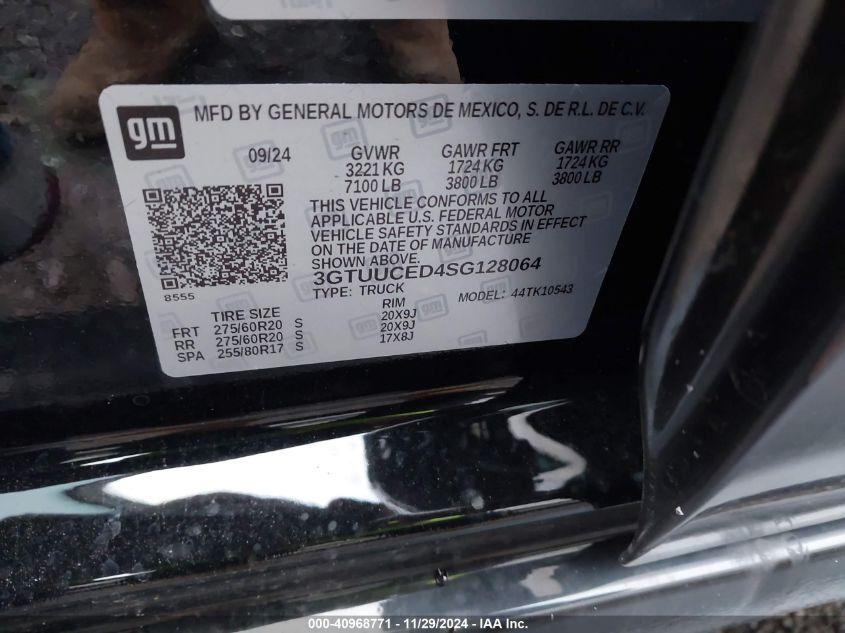 gm
MFD BY GENERAL MOTORS DE MEXICO, S. DE R.L. DE C.V.
09/24 GVWR GAWR FRT GAWR RR
3221 KG 1724 KG 1724 KG
7100 LB 3800 LB 3800 LB
THIS VEHICLE CONFORMS TO ALL
APPLICABLE U.S. FEDERAL MOTOR
VEHICLE SAFETY STANDARDS IN EFFECT
ON THE DATE OF MANUFACTURE
SHOWN ABOVE.
3GTUUCED4SG128064
8555 TYPE: TRUCK MODEL: 44TK10543
TIRE SIZE RIM
FRT 275/60R20 S 20X9J
RR 275/60R20 S 20X9J
SPA 255/80R17 S 17X8J
000-40968771 - 11/29/2024 - IAA Inc.